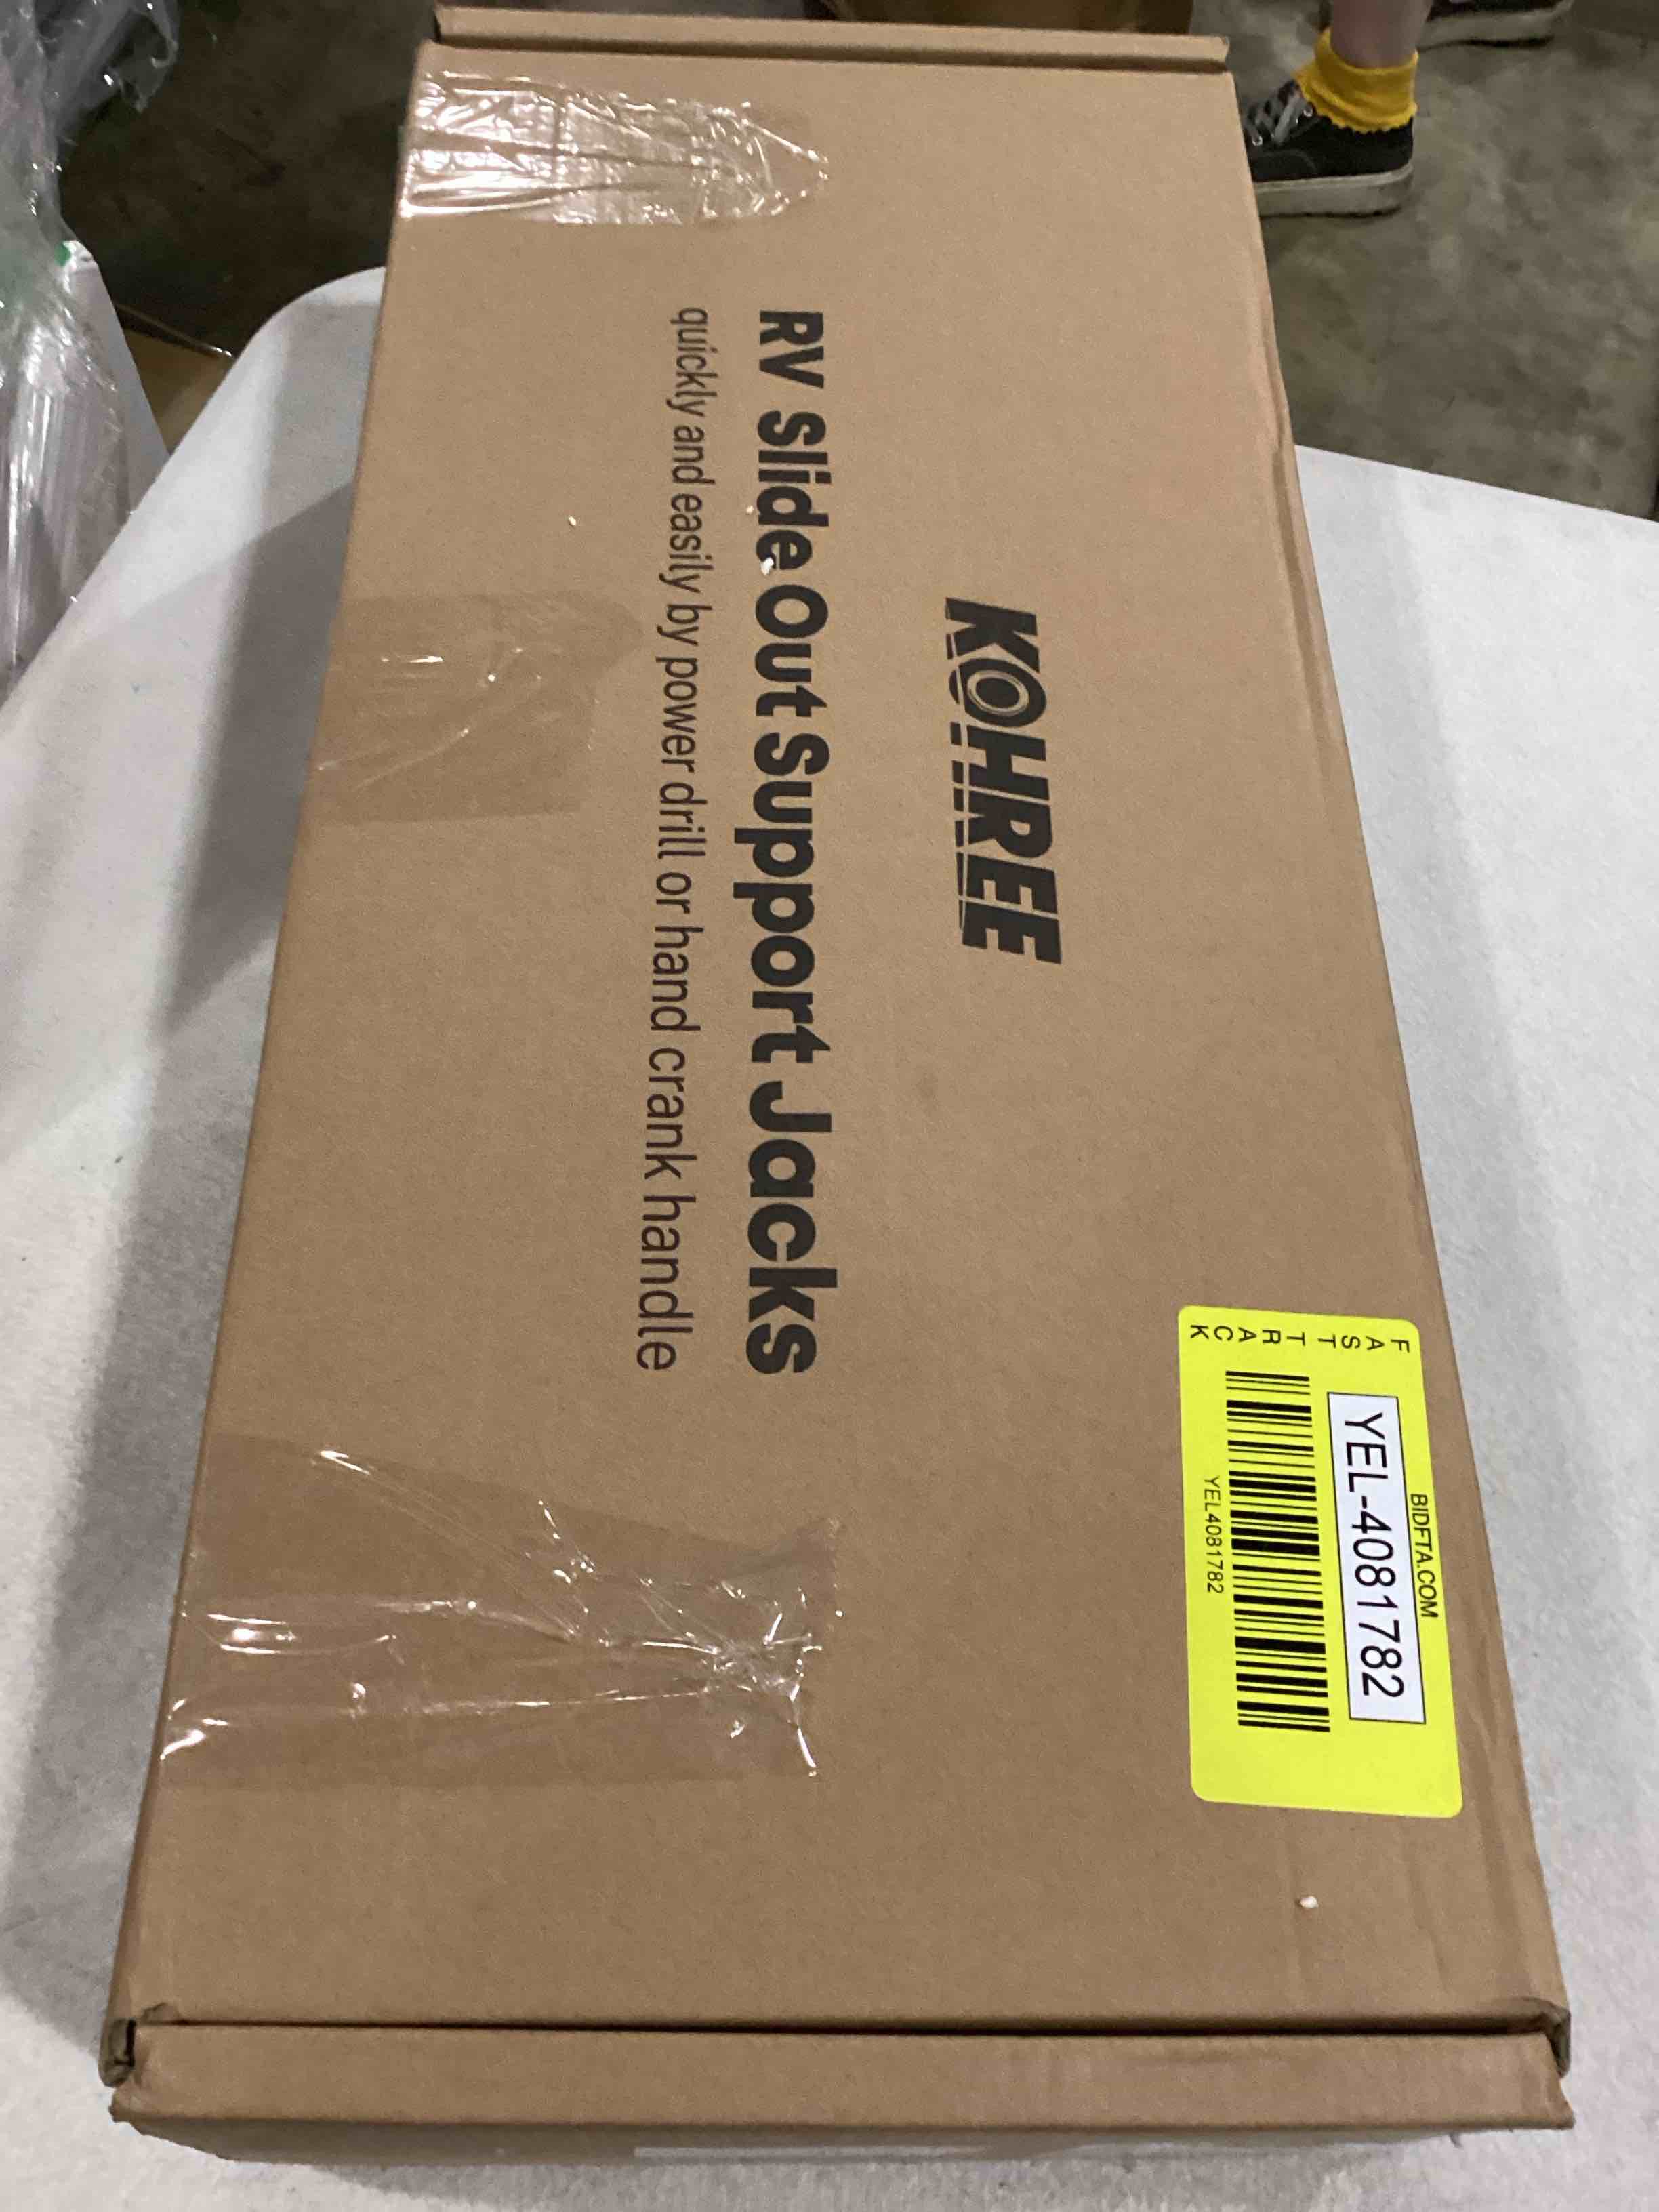 KOHREE
RV Slide Out Support Jacks
quickly and easily by power drill or hand crank handle
BIDFTA.COM
YEL-4081782
YEL4081782
FAST TRACK